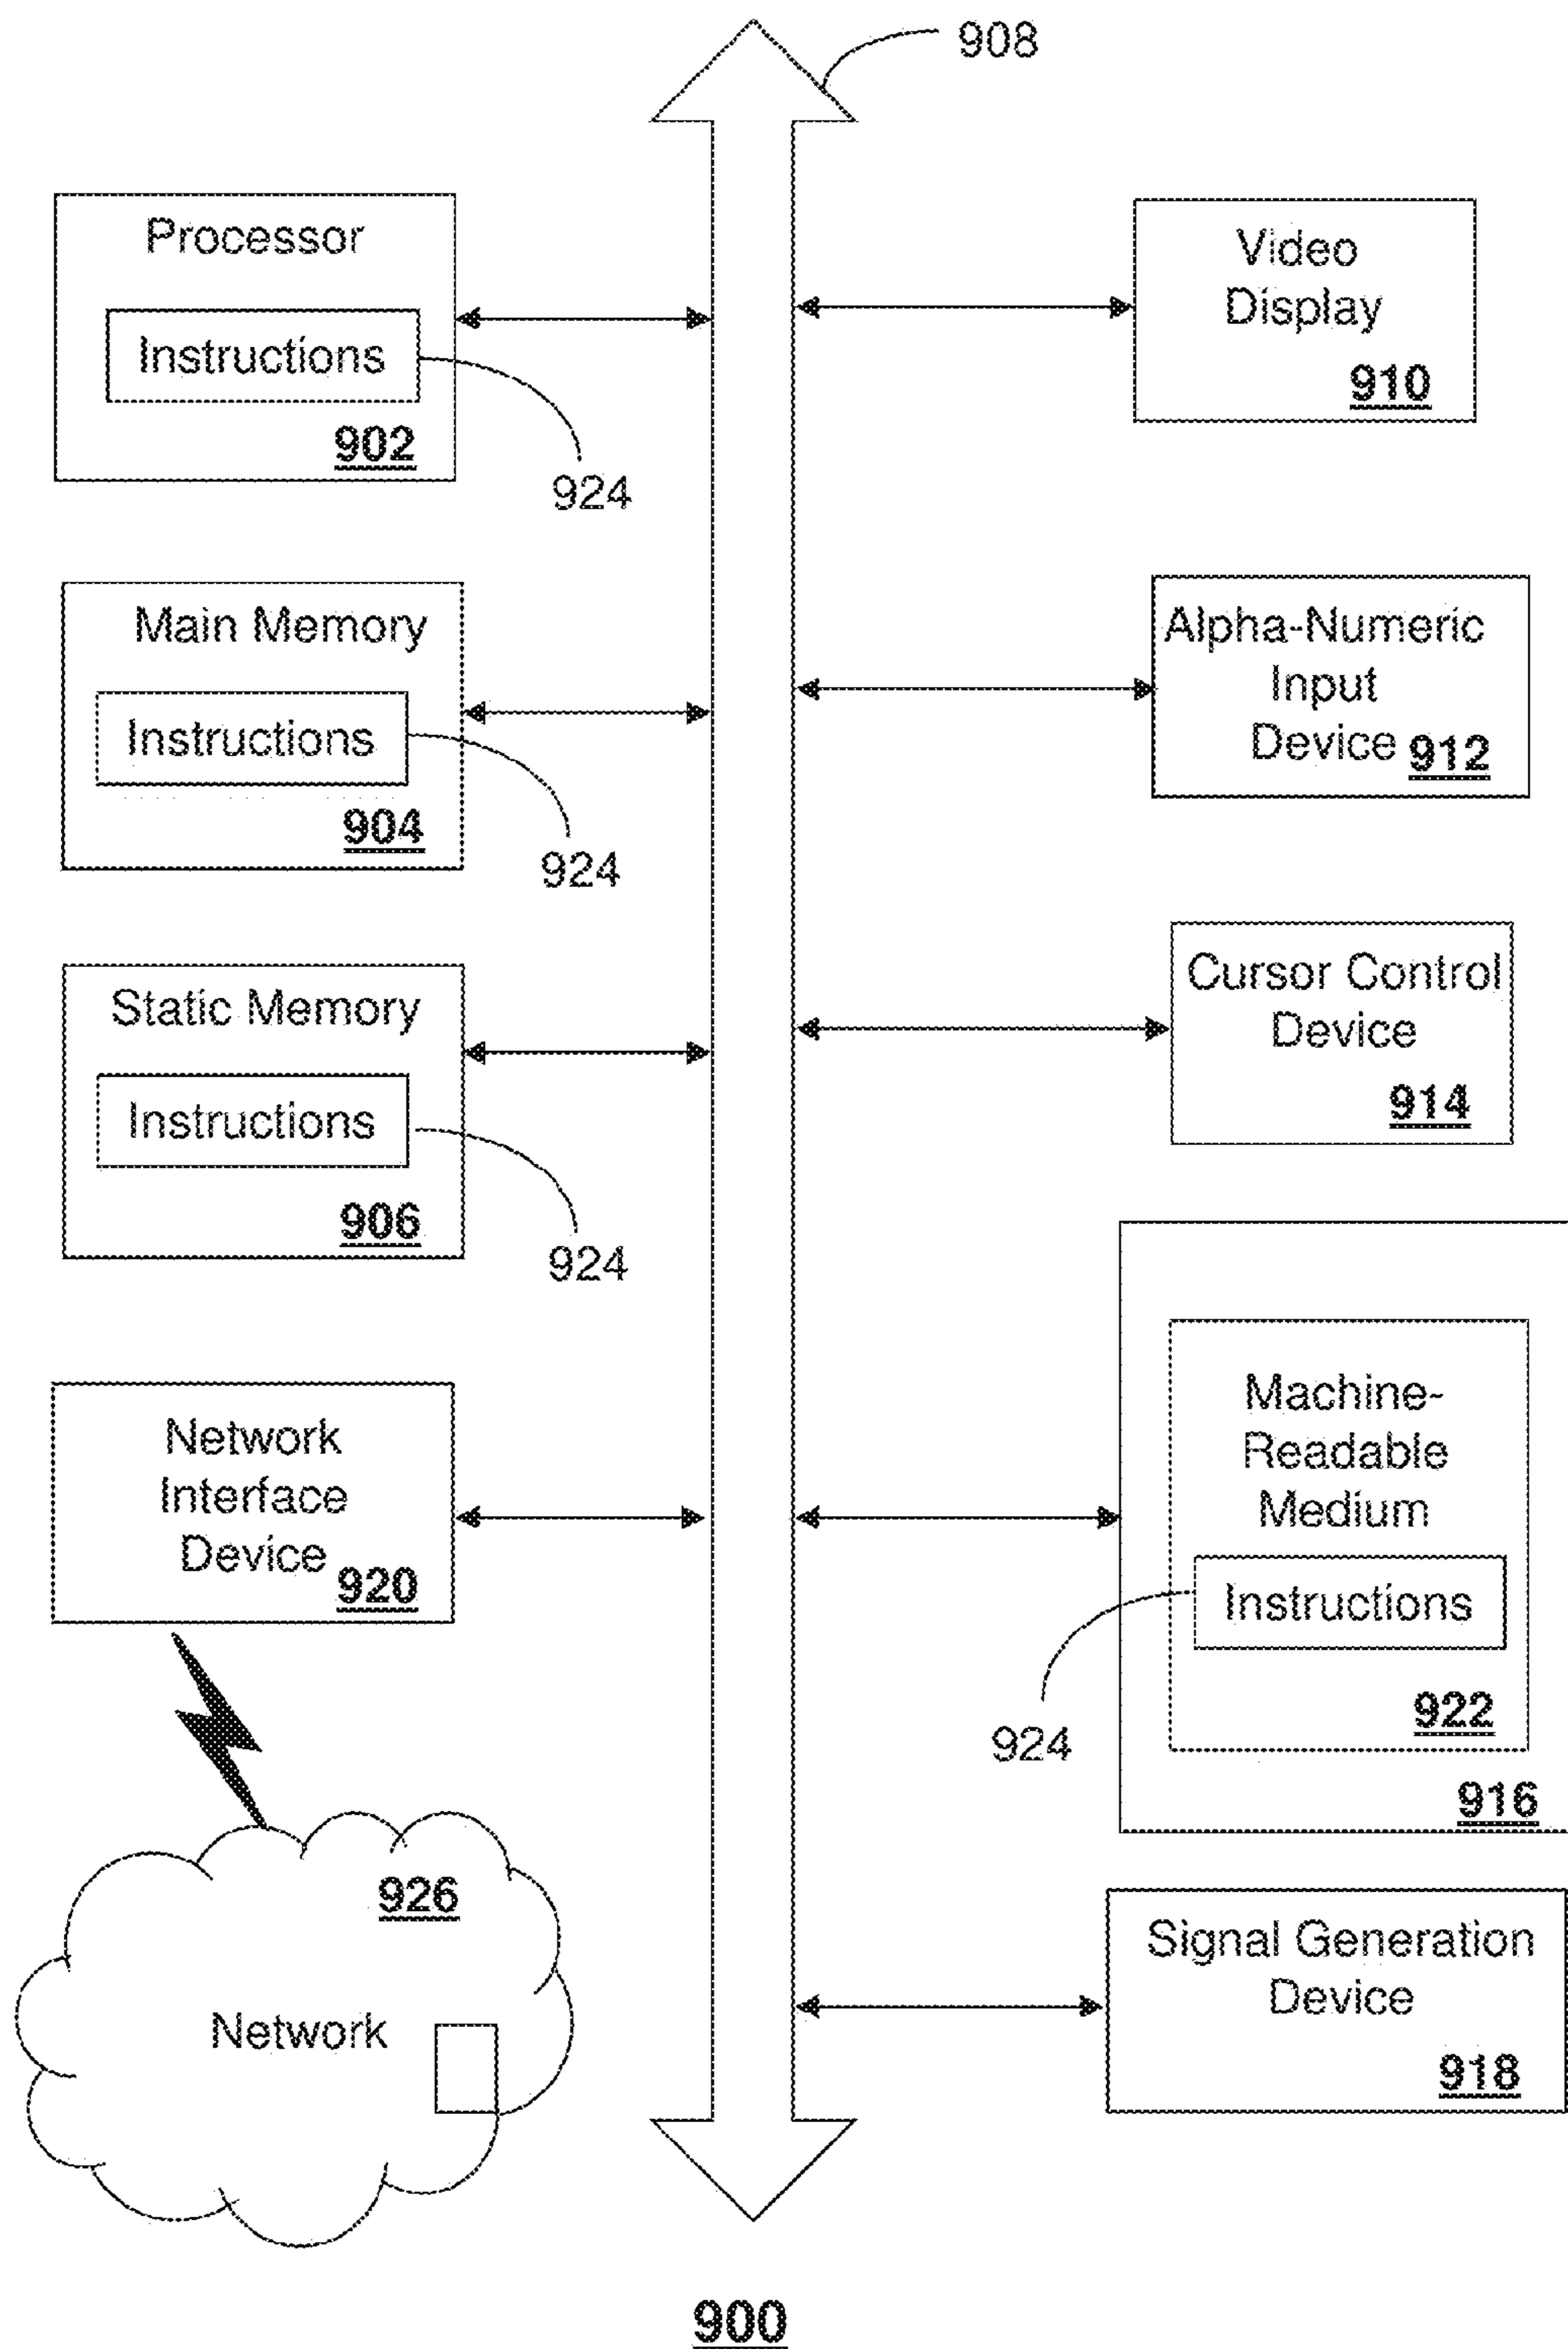 908
Processor
Instructions
902
924
Main Memory
Instructions
904
924
Static Memory
Instructions
906
924
Network
Interface
Device
920
926
Network
Video
Display
910
Alpha-Numeric
Input
Device 912
Cursor Control
Device
914
Machine-
Readable
Medium
Instructions
924
922
916
Signal Generation
Device
918
900